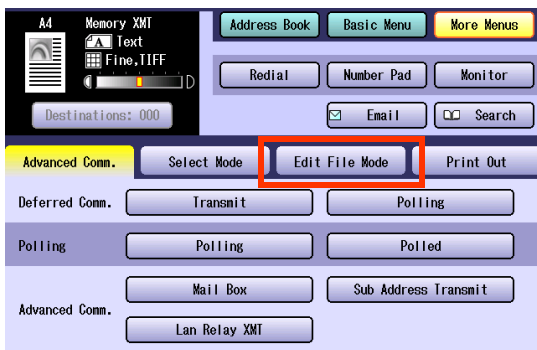 A4 Memory XMT Address Book Basic Menu More Menus
A Text
Fine,TIFF
Redial Number Pad Monitor
D
Destinations: 000 Email Search
Advanced Comm. Select Mode Edit File Mode Print Out
Deferred Comm. Transmit Polling
Polling Polling Polled
Advanced Comm. Mail Box Sub Address Transmit
Lan Relay XMT